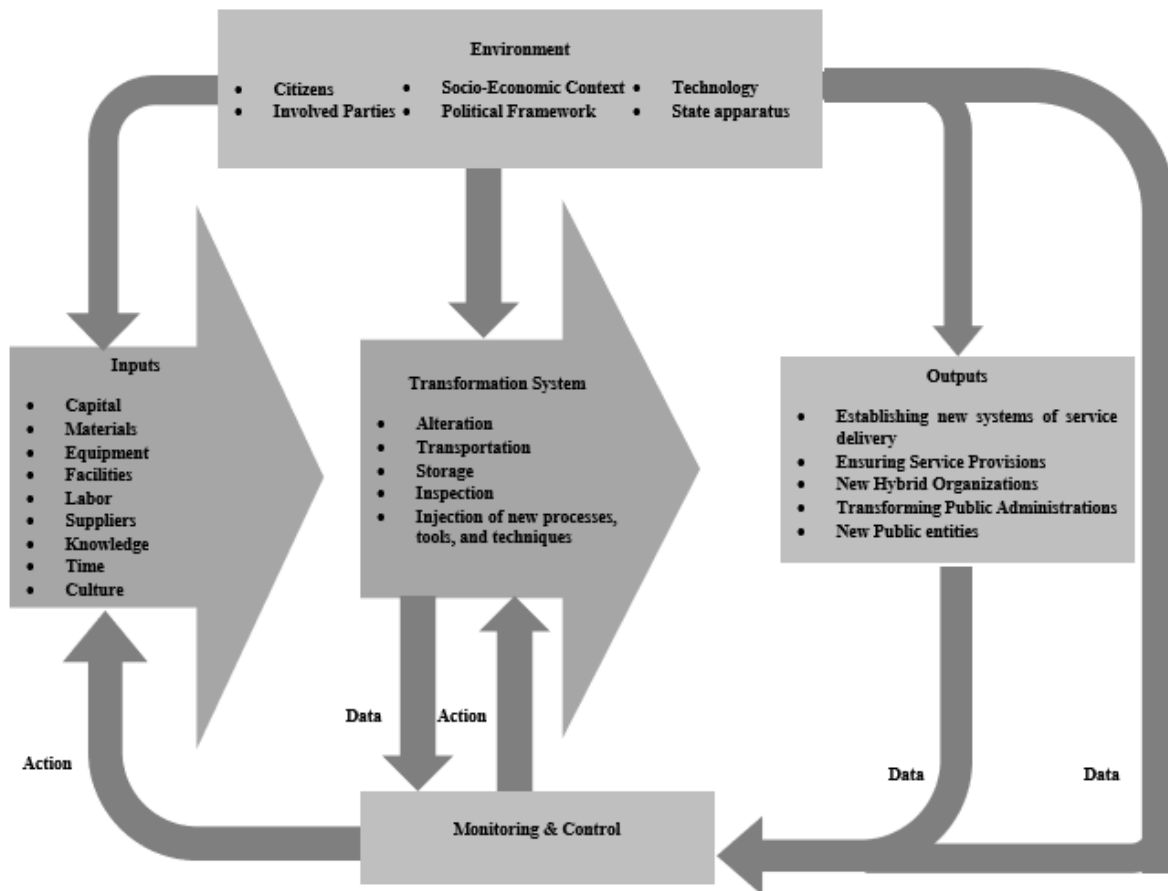 Environment
Citizens
Involved Parties
Socio-Economic Context
Political Framework
Technology
State apparatus
Inputs
Capital
Materials
Equipment
Facilities
Labor
Suppliers
Knowledge
Time
Culture
Transformation System
Alteration
Transportation
Storage
Inspection
Injection of new processes,
tools, and techniques
Outputs
Establishing new systems of service
delivery
Ensuring Service Provisions
New Hybrid Organizations
Transforming Public Administrations
New Public entities
Data
Action
Action
Data
Data
Monitoring & Control